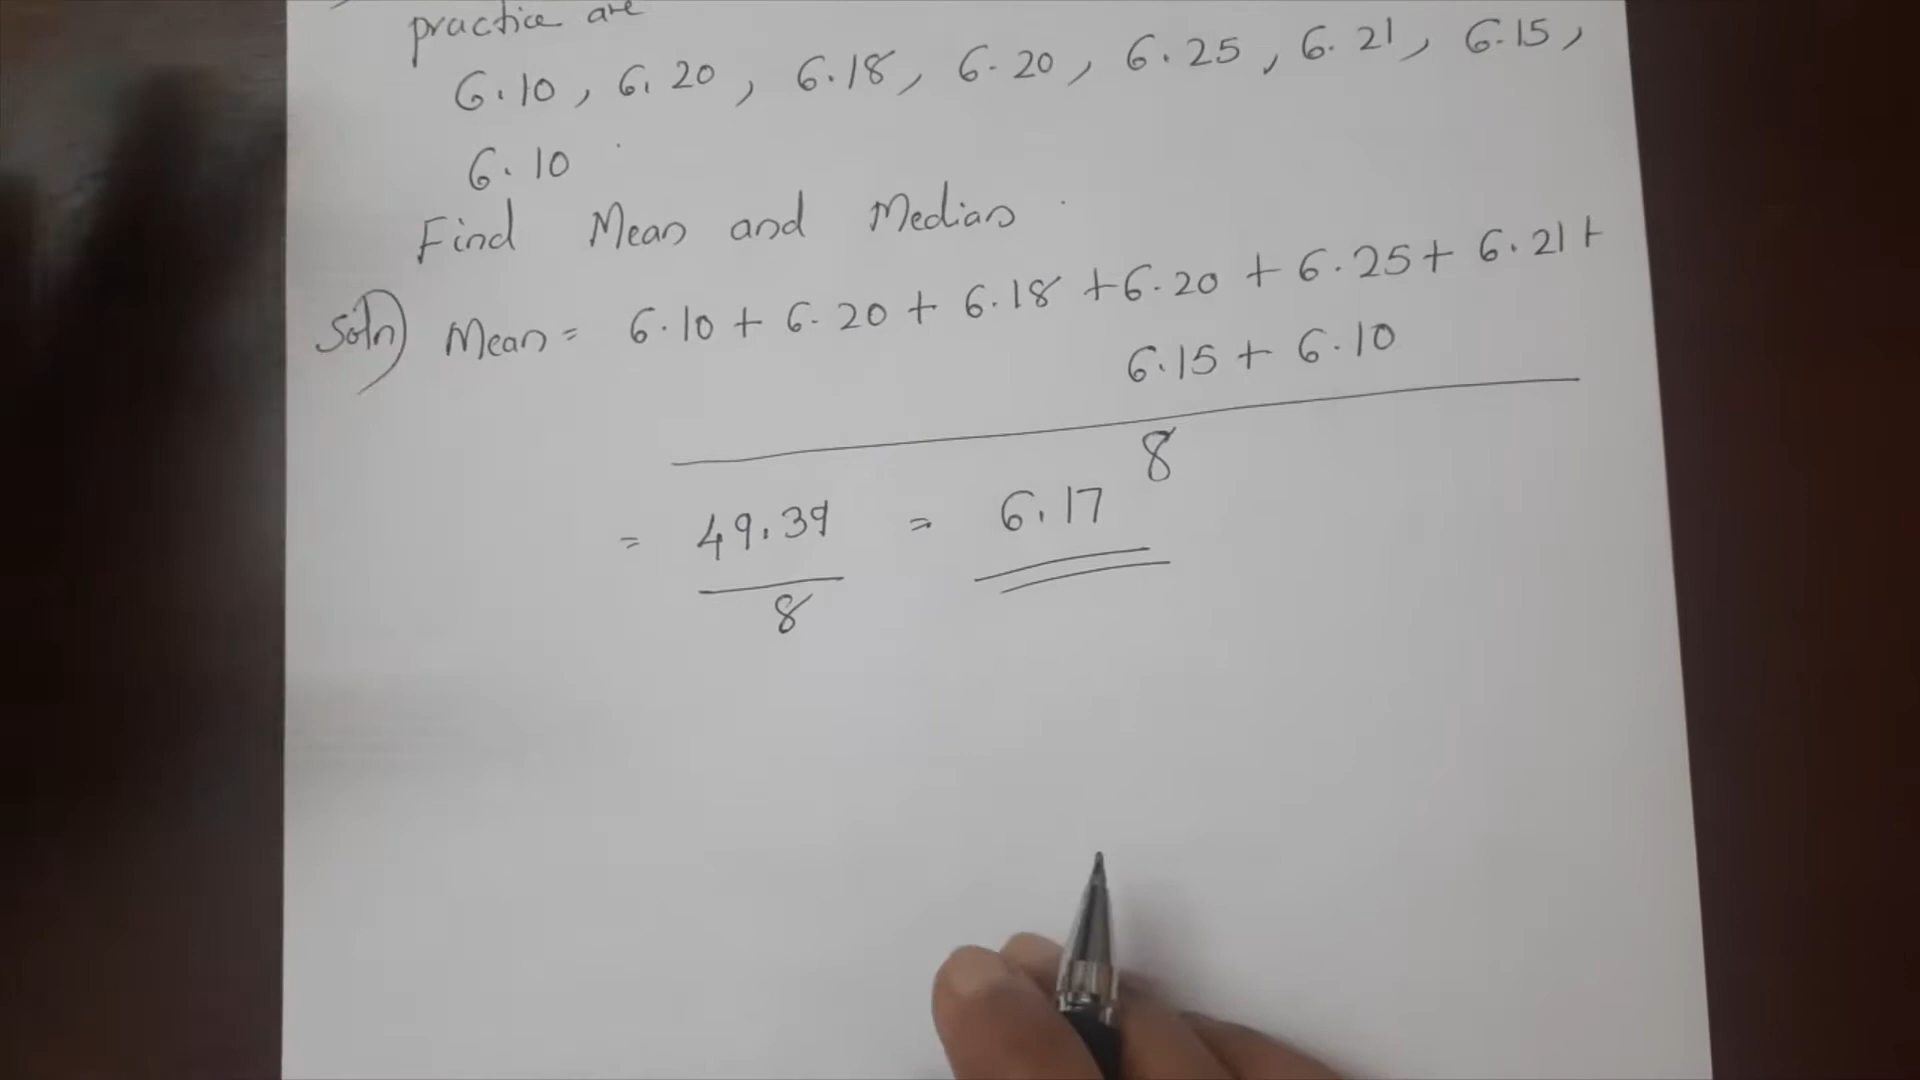 practice are
6.10, 6.20, 6.18, 6.20, 6.25, 6.21, 6.15,
6.10
Find Mean and Median.
Soln) Mean = 6.10 + 6.20 + 6.18 + 6.20 + 6.25 + 6.21 +
6.15 + 6.10
8
= 49.39 = 6.17
8